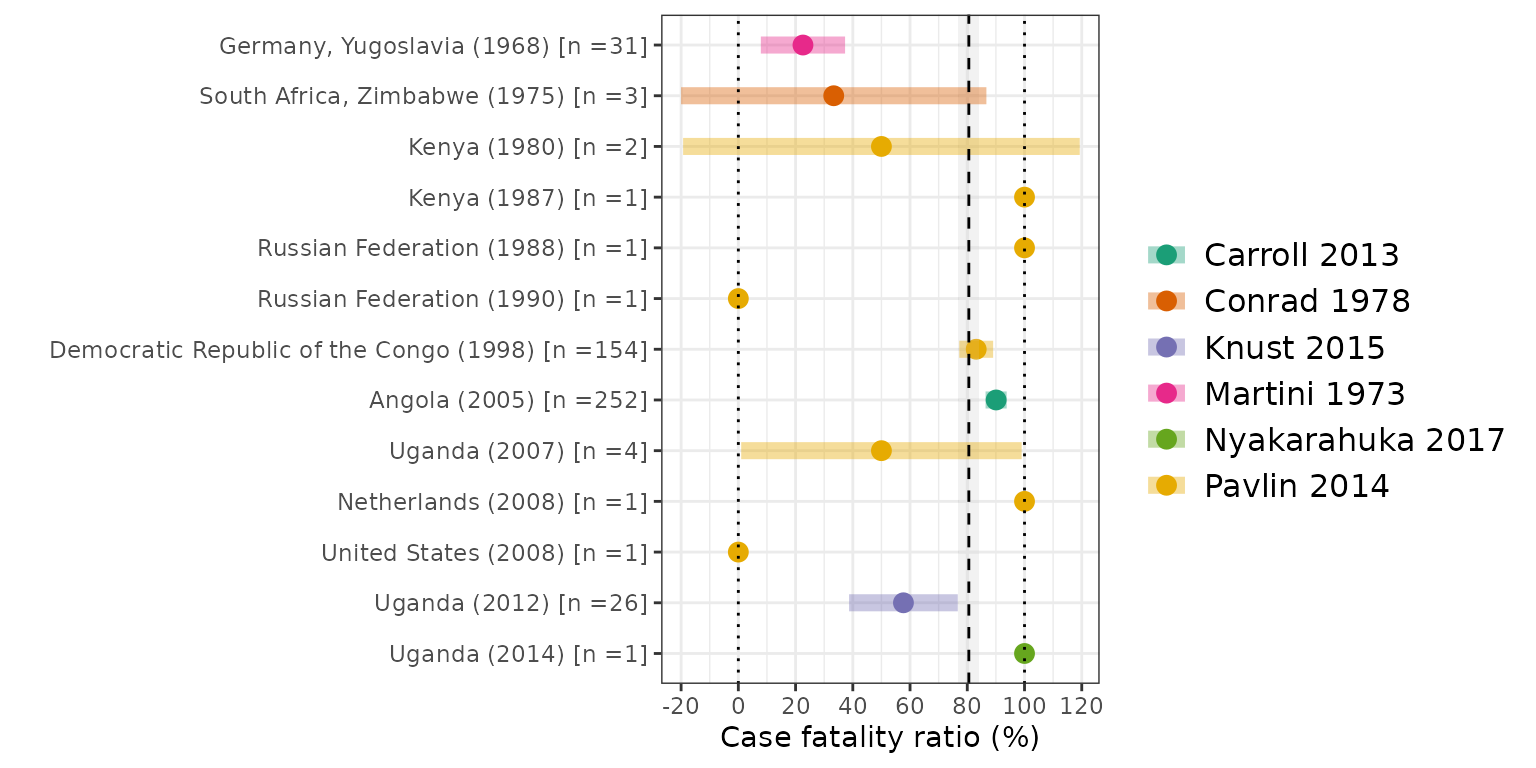 Germany, Yugoslavia (1968) [n =31]
South Africa, Zimbabwe (1975) [n =3]
Kenya (1980) [n =2]
Kenya (1987) [n =1]
Russian Federation (1988) [n =1]
Russian Federation (1990) [n =1]
Democratic Republic of the Congo (1998) [n =154]
Angola (2005) [n =252]
Uganda (2007) [n =4]
Netherlands (2008) [n =1]
United States (2008) [n =1]
Uganda (2012) [n =26]
Uganda (2014) [n =1]
-20 0 20 40 60 80 100 120
Case fatality ratio (%)
Carroll 2013
Conrad 1978
Knust 2015
Martini 1973
Nyakarahuka 2017
Pavlin 2014